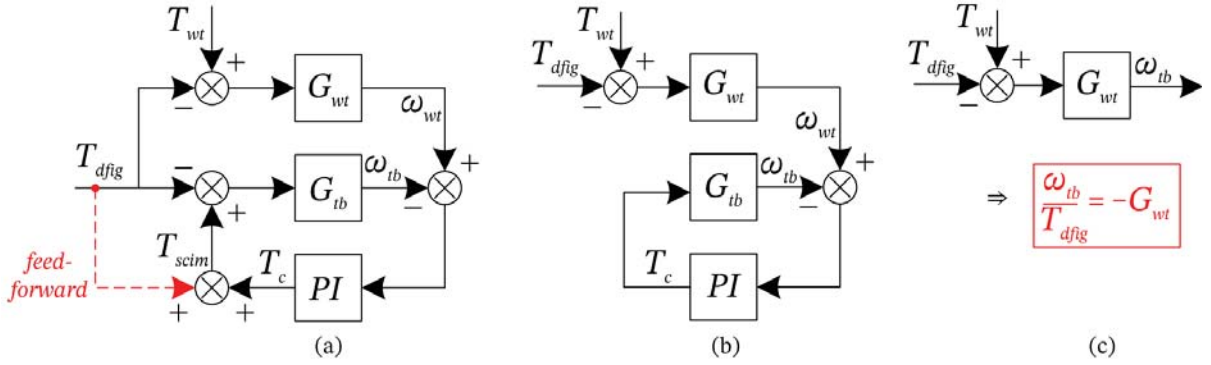 T_wt
+
G_wt
−
ω_wt
T_dfig
−
+
G_tb
ω_tb
−
+
T_scim
feed-
forward
T_c
PI
+
+
(a)
T_wt
T_dfig
+
−
G_wt
ω_wt
+
G_tb
ω_tb
−
T_c
PI
(b)
T_wt
T_dfig
+
−
G_wt
ω_tb
⇒ ω_tb / T_dfig = −G_wt
(c)